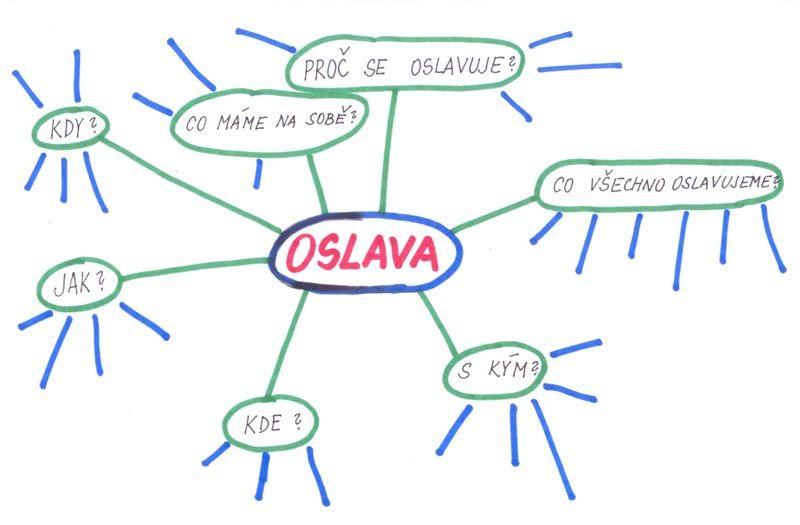 PROČ SE OSLAVUJE?
CO MÁME NA SOBĚ?
KDY?
CO VŠECHNO OSLAVUJEME?
OSLAVA
JAK?
S KÝM?
KDE?